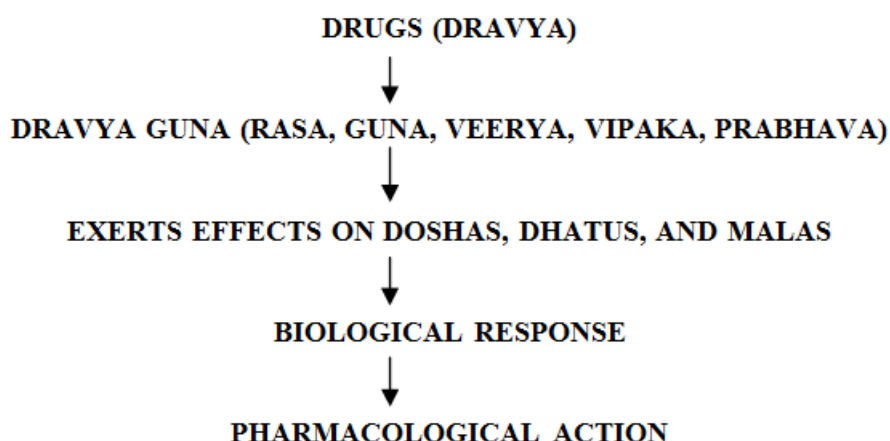 DRUGS (DRAVYA)
DRAVYA GUNA (RASA, GUNA, VEERYA, VIPAKA, PRABHAVA)
EXERTS EFFECTS ON DOSHAS, DHATUS, AND MALAS
BIOLOGICAL RESPONSE
PHARMACOLOGICAL ACTION